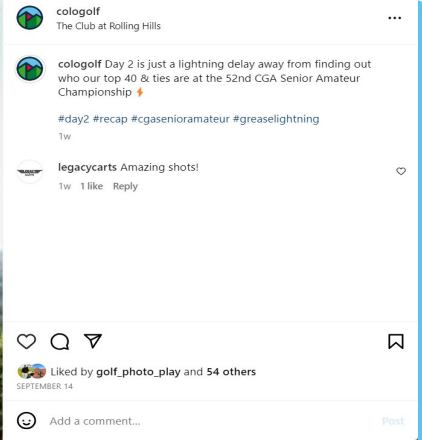 cologolf
The Club at Rolling Hills
cologolf Day 2 is just a lightning delay away from finding out
who our top 40 & ties are at the 52nd CGA Senior Amateur
Championship ⚡
#day2 #recap #cgasenioramateur #greaselightning
1w
legacycarts Amazing shots!
1w 1 like Reply
Liked by golf_photo_play and 54 others
SEPTEMBER 14
Add a comment... Post